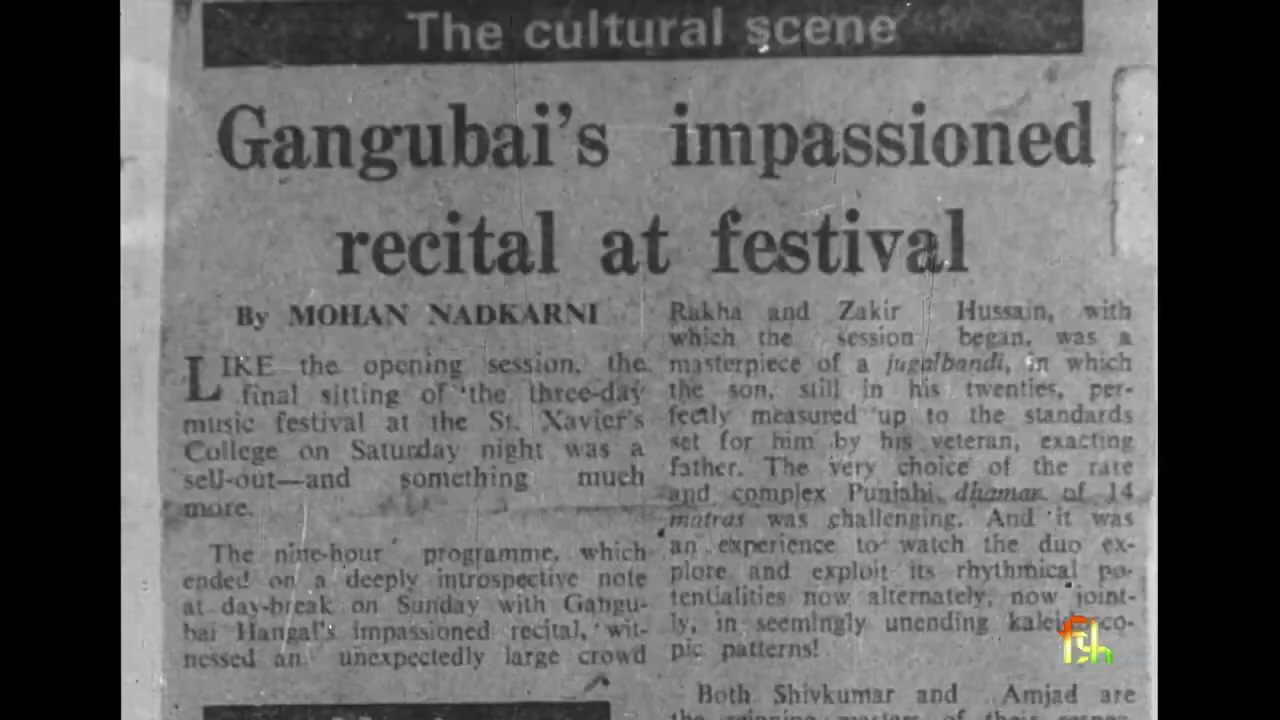 The cultural scene
Gangubai's impassioned
recital at festival
By MOHAN NADKARNI
LIKE the opening session, the
final sitting of the three-day
music festival at the St. Xavier's
College on Saturday night was a
sell-out—and something much
more.
The nine-hour programme, which
ended on a deeply introspective note
at day-break on Sunday with Gangu-
bai Hangal's impassioned recital, wit-
nessed an unexpectedly large crowd
Rakha and Zakir Hussain, with
which the session began, was a
masterpiece of a jugalbandi, in which
the son, still in his twenties, per-
fectly measured up to the standards
set for him by his veteran, exacting
father. The very choice of the rare
and complex Punjabi dhamar of 14
matras was challenging. And it was
an experience to watch the duo ex-
plore and exploit its rhythmical po-
tentialities now alternately, now joint-
ly, in seemingly unending kaleidosco-
pic patterns!
Both Shivkumar and Amjad are
the reigning masters of their
fdh